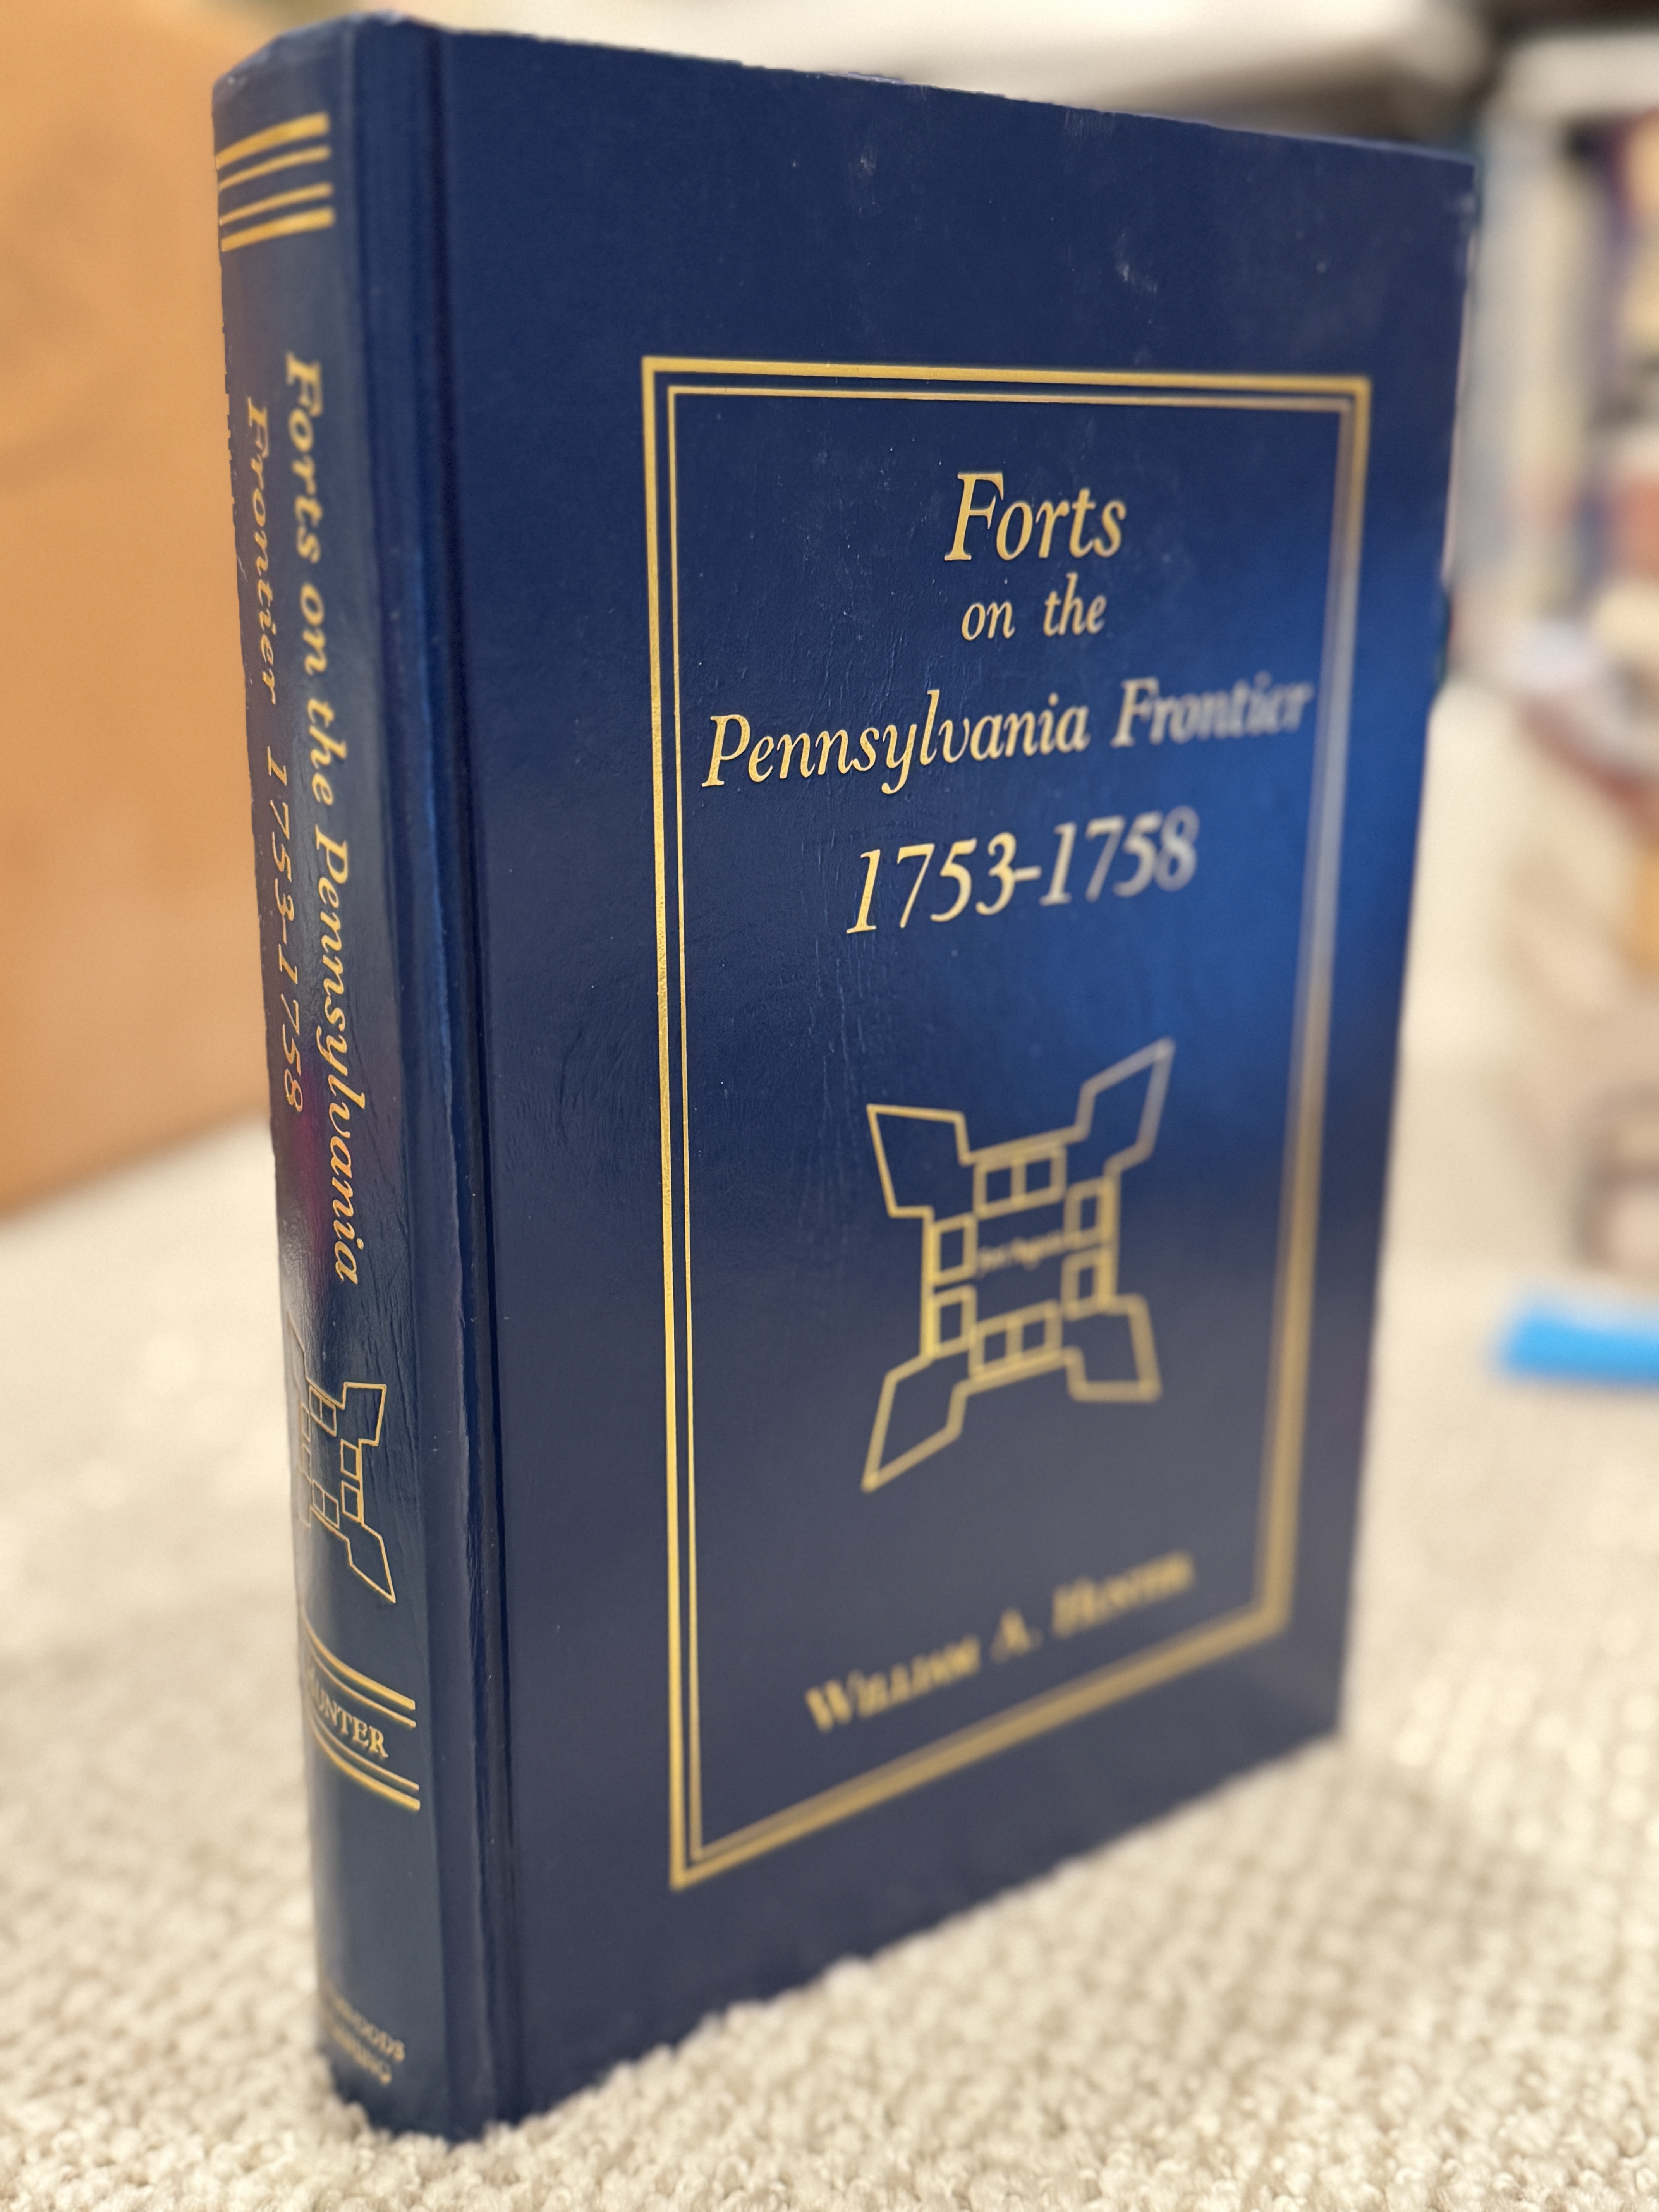 Forts on the Pennsylvania
Frontier 1753-1758
HUNTER
Forts
on the
Pennsylvania Frontier
1753-1758
WILLIAM A. HUNTER